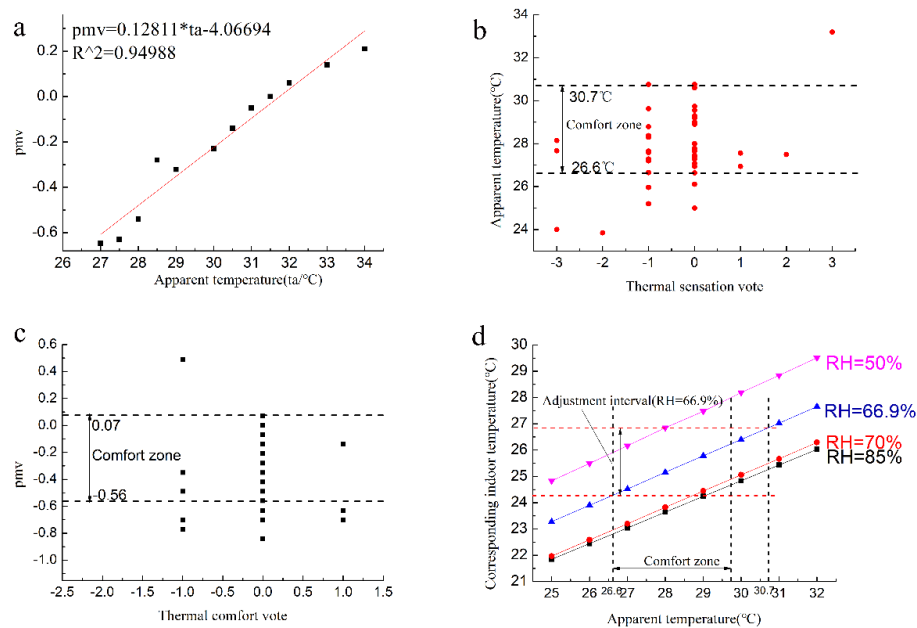 a
pmv=0.12811*ta-4.06694
R^2=0.94988
0.2
0.0
-0.2
-0.4
-0.6
pmv
26 27 28 29 30 31 32 33 34
Apparent temperature(ta/°C)
b
34
32
30
28
26
24
Apparent temperature(°C)
30.7℃
Comfort zone
26.6℃
-3 -2 -1 0 1 2 3
Thermal sensation vote
c
0.6
0.4
0.2
0.0
-0.2
-0.4
-0.6
-0.8
-1.0
pmv
0.07
Comfort zone
-0.56
-2.5 -2.0 -1.5 -1.0 -0.5 0.0 0.5 1.0 1.5
Thermal comfort vote
d
30
29
28
27
26
25
24
23
22
21
Corresponding indoor temperature(°C)
RH=50%
Adjustment interval(RH=66.9%)
RH=66.9%
RH=70%
RH=85%
Comfort zone
25 26 26.6 27 28 29 30 30.7 31 32
Apparent temperature(°C)